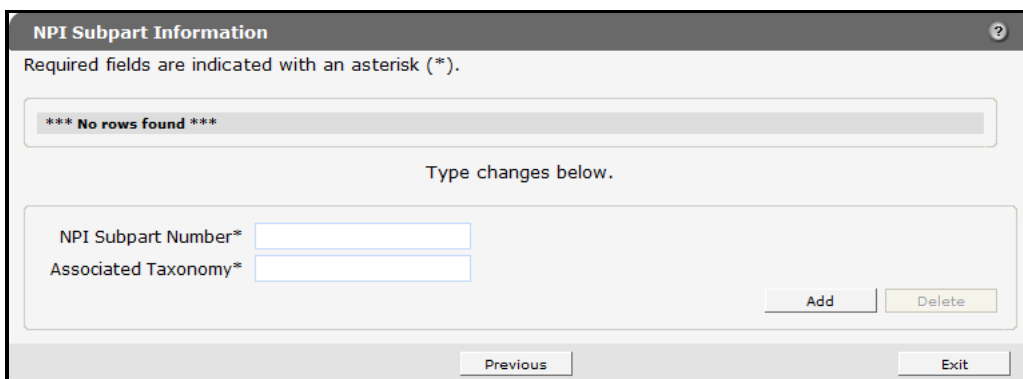 NPI Subpart Information ?
Required fields are indicated with an asterisk (*).
*** No rows found ***
Type changes below.
NPI Subpart Number*
Associated Taxonomy*
Add Delete
Previous Exit